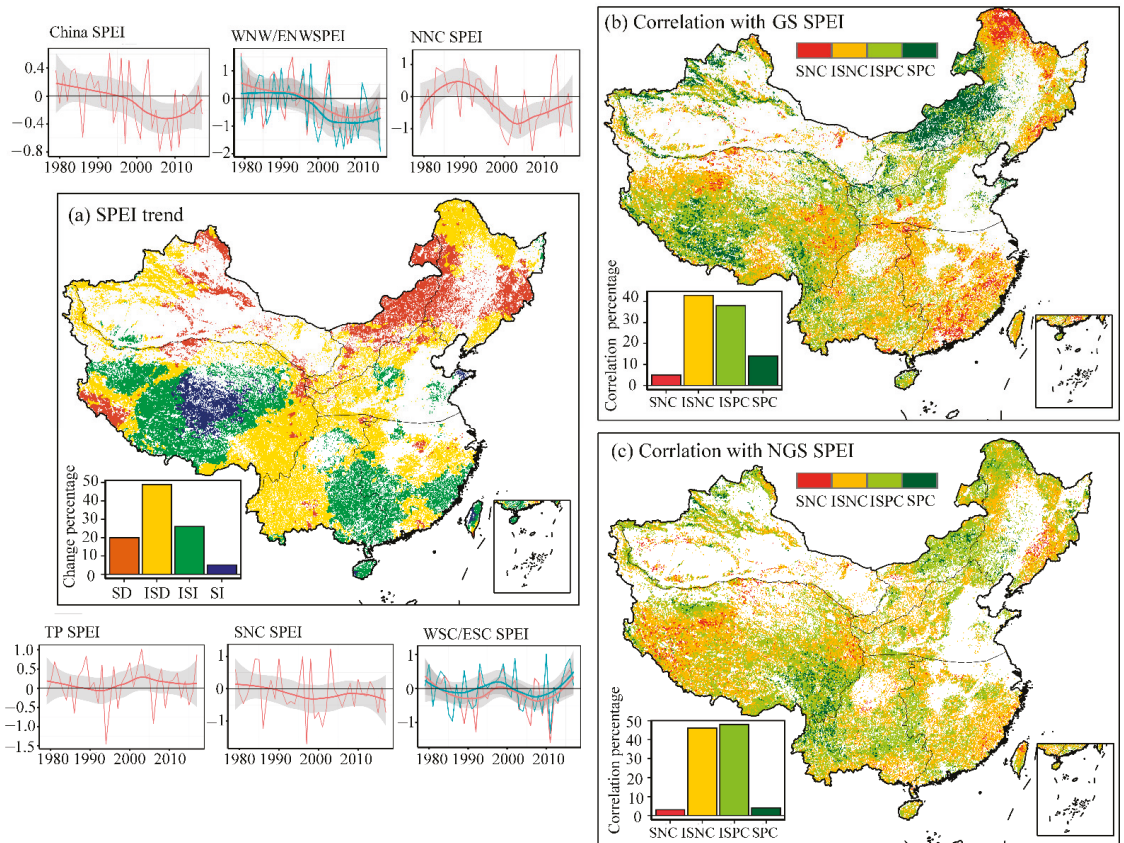 China SPEI
0.4
0
−0.4
−0.8
1980 1990 2000 2010
WNW/ENWSPEI
1
0
−1
−2
1980 1990 2000 2010
NNC SPEI
1
0
−1
1980 1990 2000 2010
(a) SPEI trend
Change percentage
50
40
30
20
10
0
SD ISD ISI SI
TP SPEI
1.0
0.5
0
−0.5
−1.0
−1.5
1980 1990 2000 2010
SNC SPEI
1
0
−1
1980 1990 2000 2010
WSC/ESC SPEI
1
0
−1
1980 1990 2000 2010
(b) Correlation with GS SPEI
SNC ISNC ISPC SPC
Correlation percentage
40
30
20
10
0
SNC ISNC ISPC SPC
(c) Corrlation with NGS SPEI
SNC ISNC ISPC SPC
Correlation percentage
50
40
30
20
10
0
SNC ISNC ISPC SPC